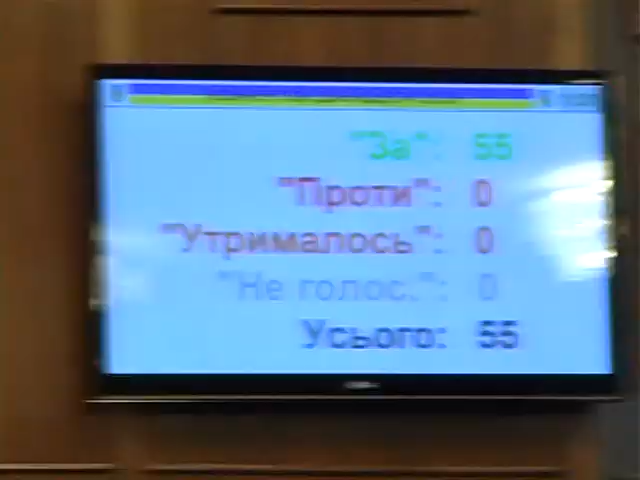 "За": 55
"Проти": 0
"Утрималось": 0
"Не голос.": 0
Усього: 55